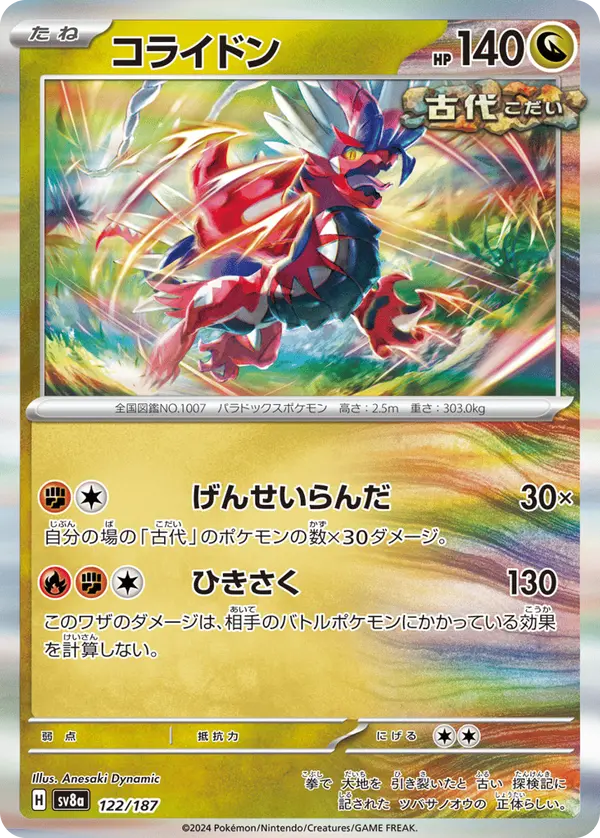 たね
コライドン
HP 140
古代 こだい
全国図鑑NO.1007 パラドックスポケモン 高さ:2.5m 重さ:303.0kg
げんせいらんだ 30×
自分の場の「古代」のポケモンの数×30ダメージ。
ひきさく 130
このワザのダメージは、相手のバトルポケモンにかかっている効果
を計算しない。
弱点 抵抗力 にげる
Illus. Anesaki Dynamic
H sv8a 122/187
拳で 大地を 引き裂いたと 古い 探検記に
記された ツバサノオウの 正体らしい。
©2024 Pokémon/Nintendo/Creatures/GAME FREAK.